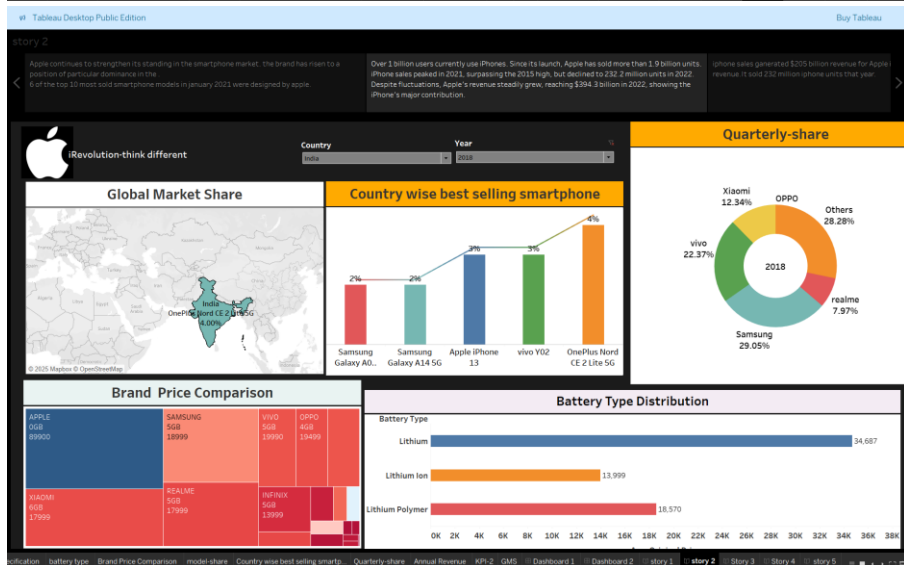 Tableau Desktop Public Edition
Buy Tableau
story 2
Apple continues to strengthen its standing in the smartphone market. the brand has risen to a
position of particular dominance in the
6 of the top 10 most sold smartphone models in january 2021 were designed by apple.
Over 1 billion users currently use iPhones. Since its launch, Apple has sold more than 1.9 billion units.
iPhone sales peaked in 2021, surpassing the 2015 high, but declined to 232.2 million units in 2022.
Despite fluctuations, Apple's revenue steadily grew, reaching $394.3 billion in 2022, showing the
iPhone's major contribution.
iphone sales ganerated $205 billion revenue for Apple i
revenue. it sold 232 million iphone units that year.
iRevolution-think different
Country
India
Year
2018
Quarterly-share
Xiaomi
12.34%
OPPO
Others
28.28%
vivo
22.37%
2018
realme
7.97%
Samsung
29.05%
Global Market Share
India
OnePlus Nord CE 2 Lite 5G
4.00%
© 2025 Mapbox © OpenStreetMap
Country wise best selling smartphone
2%
2%
3%
3%
4%
Samsung
Galaxy A0..
Samsung
Galaxy A14 5G
Apple iPhone
13
vivo Y02
OnePlus Nord
CE 2 Lite 5G
Brand Price Comparison
APPLE
0GB
89900
SAMSUNG
5GB
18999
VIVO
5GB
19990
OPPO
4GB
19499
XIAOMI
6GB
17999
REALME
5GB
17999
INFINIX
5GB
13999
Battery Type Distribution
Battery Type
Lithium
34,687
Lithium Ion
13,999
Lithium Polymer
18,570
0K 2K 4K 6K 8K 10K 12K 14K 16K 18K 20K 22K 24K 26K 28K 30K 32K 34K 36K 38K
ecification battery type Brand Price Comparison model-share Country wise best selling smartp... Quarterly-share Annual Revenue KPI-2 GMS Dashboard 1 Dashboard 2 story 1 story 2 Story 3 Story 4 story 5